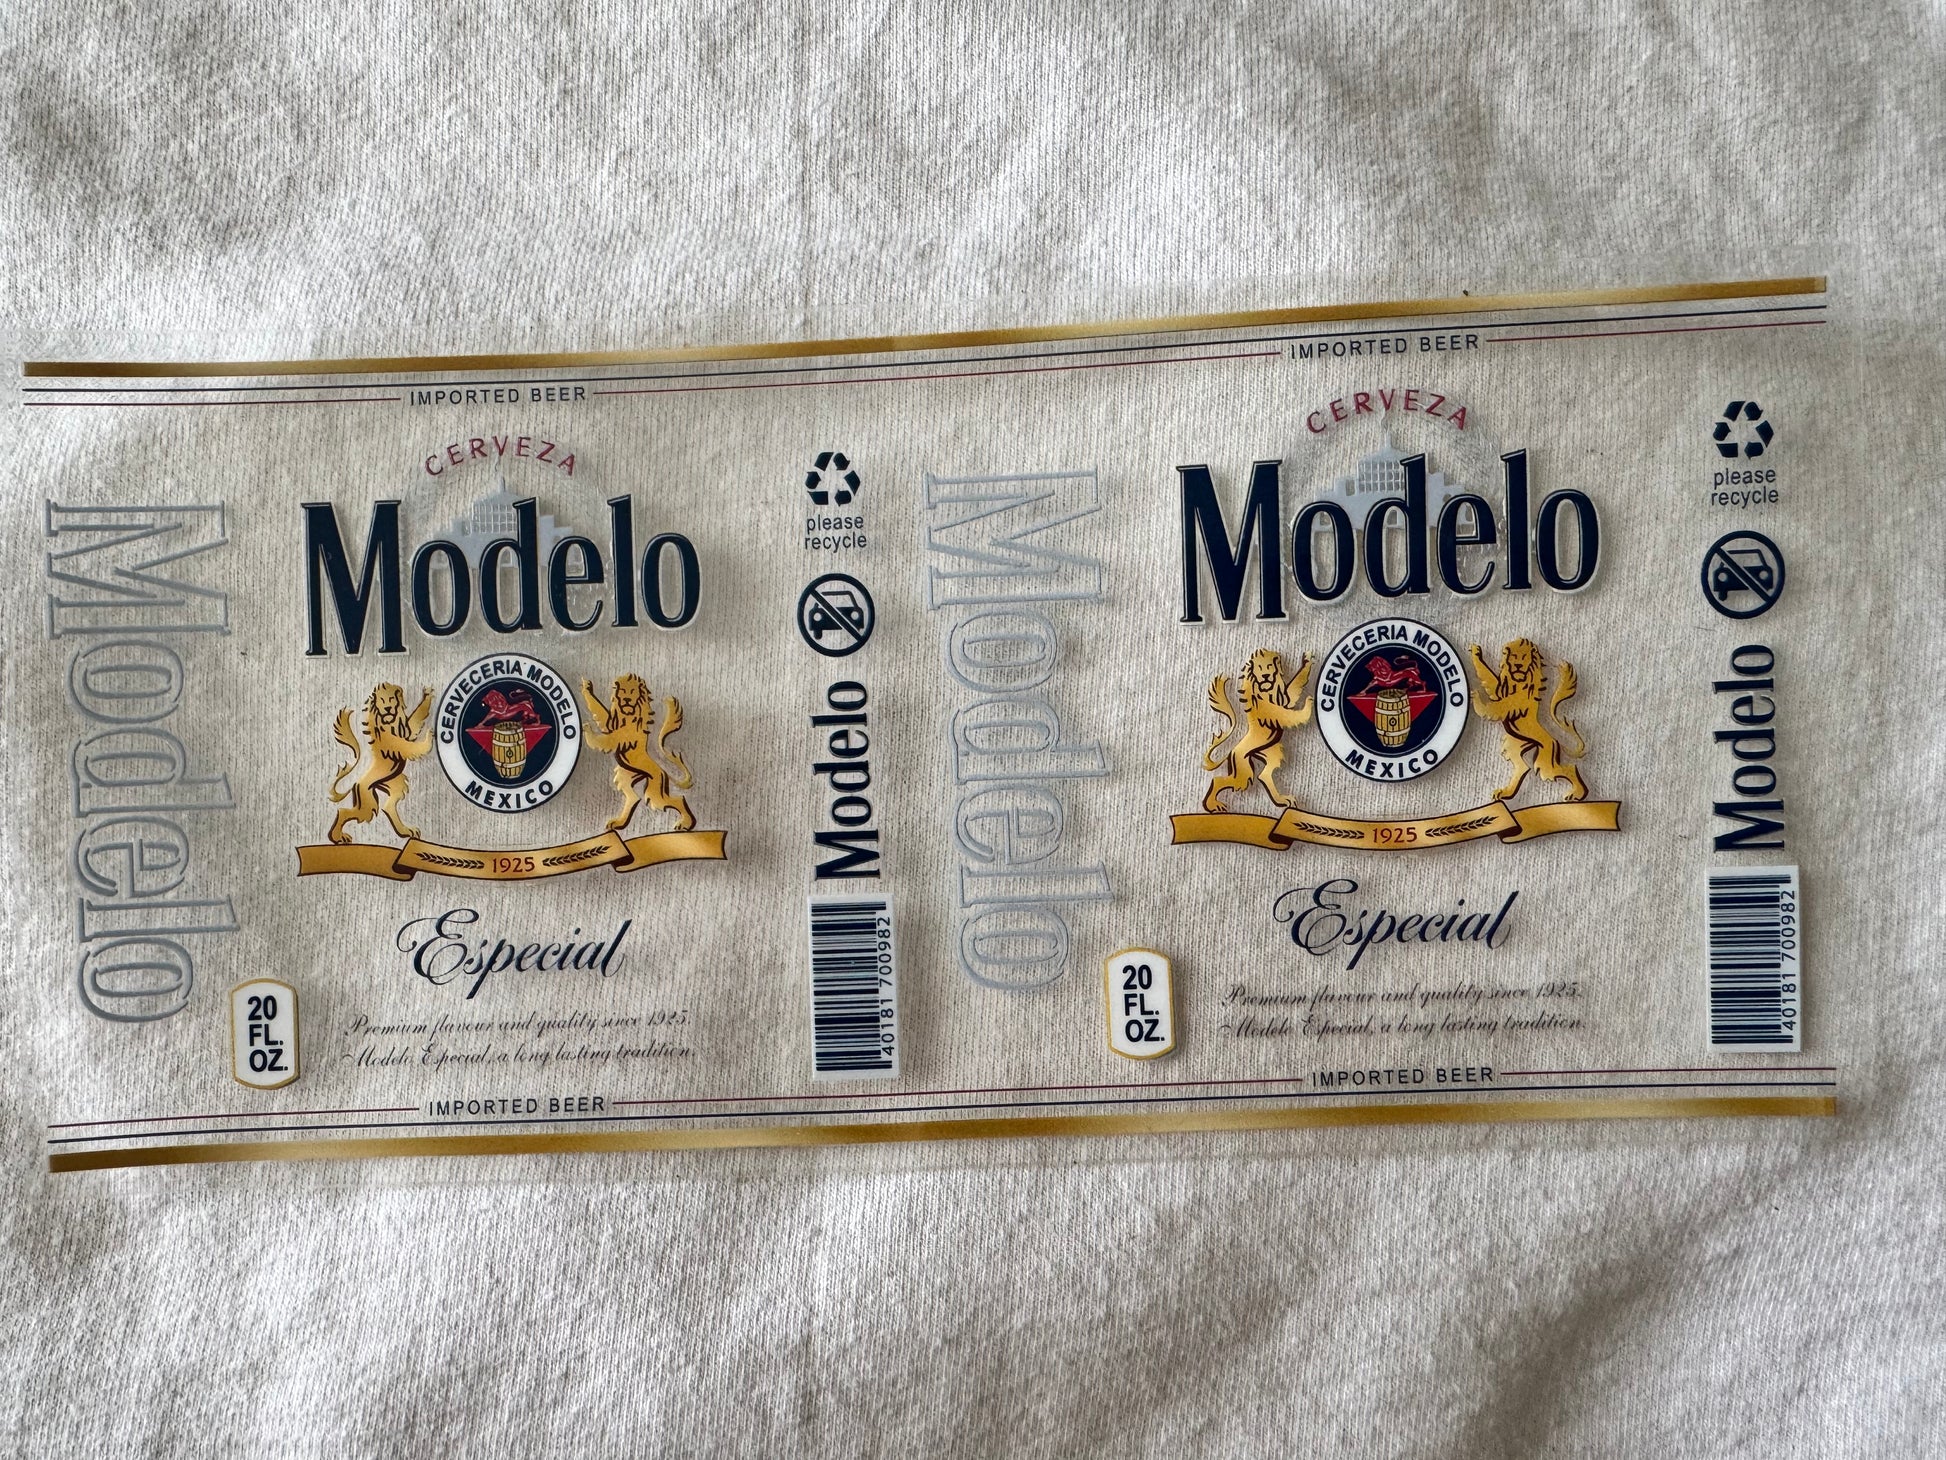 IMPORTED BEER
CERVEZA
Modelo
CERVECERIA MODELO
MEXICO
1925
Especial
Premium flavour and quality since 1925.
Modelo Especial, a long lasting tradition.
20
FL.
OZ.
Modelo
please
recycle
Modelo
40181 700982
IMPORTED BEER
IMPORTED BEER
CERVEZA
Modelo
CERVECERIA MODELO
MEXICO
1925
Especial
Premium flavour and quality since 1925.
Modelo Especial, a long lasting tradition.
20
FL.
OZ.
Modelo
please
recycle
Modelo
40181 700982
IMPORTED BEER